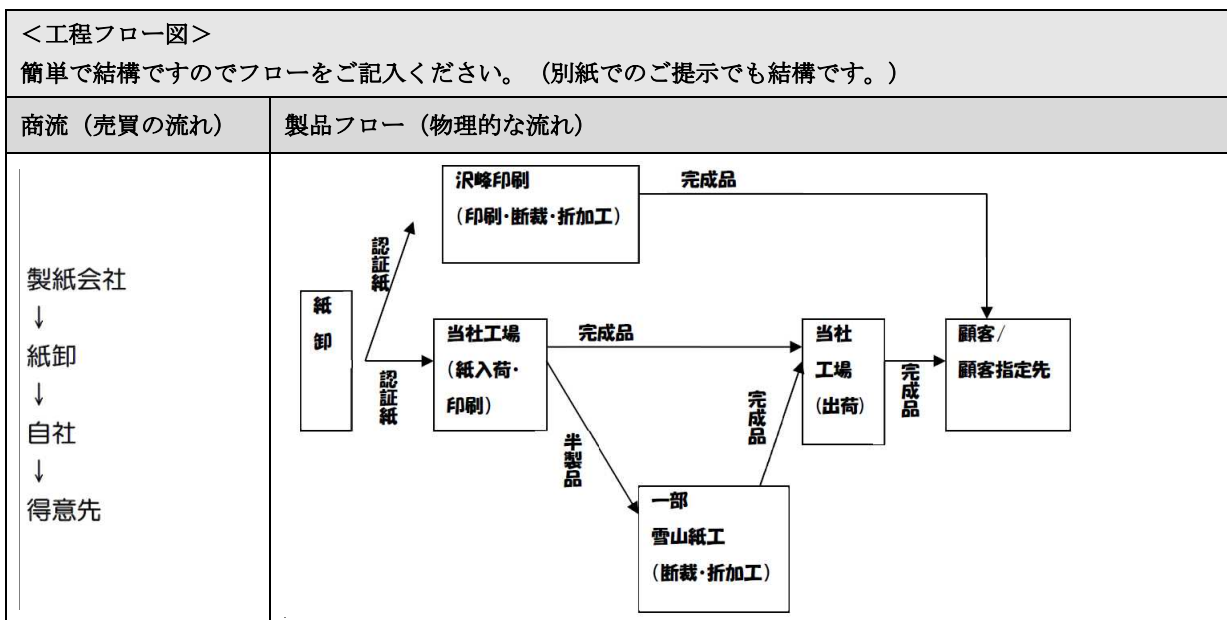 ＜工程フロー図＞
簡単で結構ですのでフローをご記入ください。（別紙でのご提示でも結構です。）
商流（売買の流れ）
製品フロー（物理的な流れ）
製紙会社
↓
紙卸
↓
自社
↓
得意先
紙
卸
認証紙
認証紙
沢峰印刷
（印刷・断裁・折加工）
完成品
当社工場
（紙入荷・
印刷）
完成品
半製品
一部
雪山紙工
（断裁・折加工）
完成品
当社
工場
（出荷）
完成品
顧客/
顧客指定先